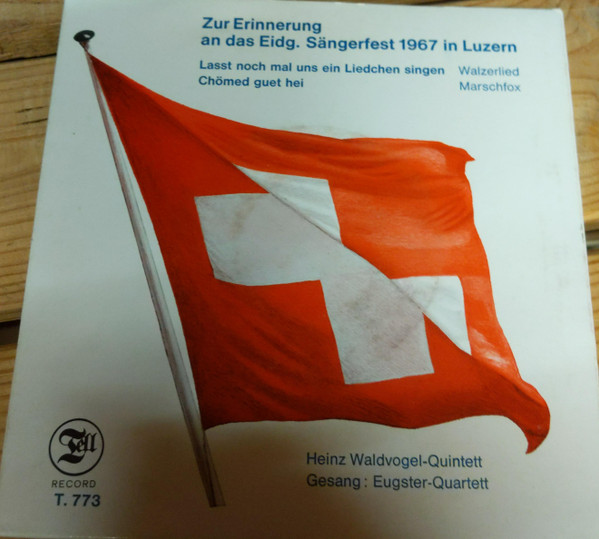 Zur Erinnerung
an das Eidg. Sängerfest 1967 in Luzern
Lasst noch mal uns ein Liedchen singen Walzerlied
Chömed guet hei Marschfox
Heinz Waldvogel-Quintett
Gesang: Eugster-Quartett
Tell
RECORD
T. 773